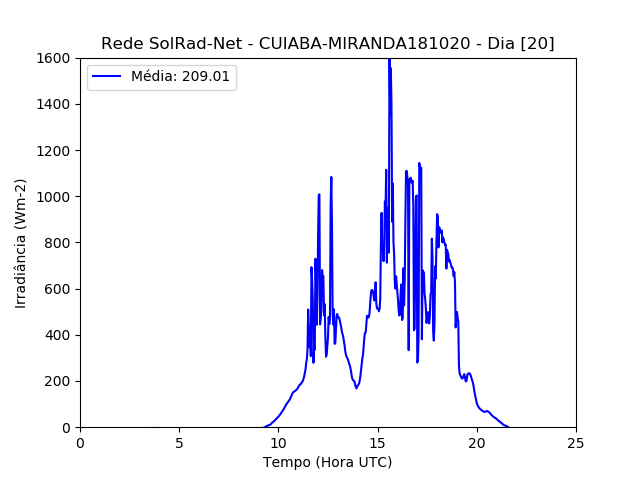 Rede SolRad-Net - CUIABA-MIRANDA181020 - Dia [20]
Média: 209.01
1600
1400
1200
1000
800
600
400
200
0
Irradiância (Wm-2)
0 5 10 15 20 25
Tempo (Hora UTC)